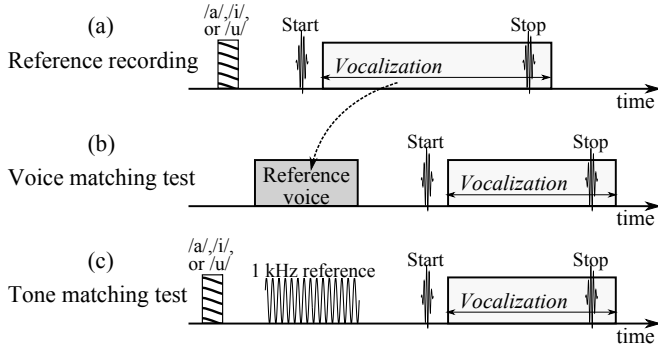 (a)
Reference recording
/a/,/i/,
or /u/
Start
Stop
Vocalization
time
(b)
Voice matching test
Reference
voice
Start
Stop
Vocalization
time
(c)
Tone matching test
/a/,/i/,
or /u/
1 kHz reference
Start
Stop
Vocalization
time